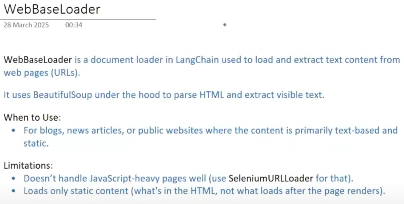 WebBaseLoader
28 March 2025 00:34
WebBaseLoader is a document loader in LangChain used to load and extract text content from
web pages (URLs).
It uses BeautifulSoup under the hood to parse HTML and extract visible text.
When to Use:
• For blogs, news articles, or public websites where the content is primarily text-based and
static.
Limitations:
• Doesn't handle JavaScript-heavy pages well (use SeleniumURLLoader for that).
• Loads only static content (what's in the HTML, not what loads after the page renders).